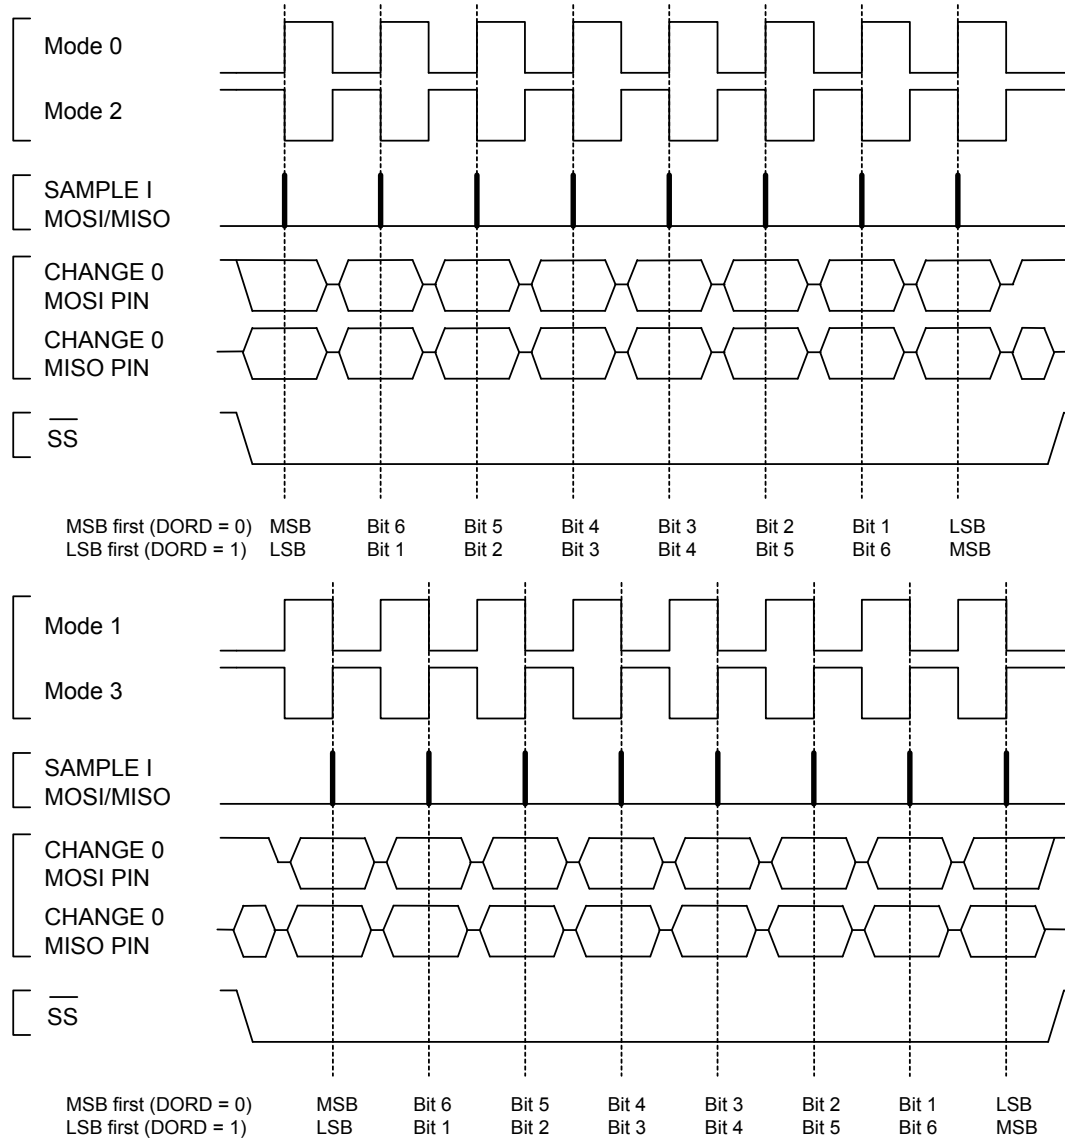 Mode 0
Mode 2
SAMPLE I
MOSI/MISO
CHANGE 0
MOSI PIN
CHANGE 0
MISO PIN
SS
MSB first (DORD = 0) MSB Bit 6 Bit 5 Bit 4 Bit 3 Bit 2 Bit 1 LSB
LSB first (DORD = 1) LSB Bit 1 Bit 2 Bit 3 Bit 4 Bit 5 Bit 6 MSB
Mode 1
Mode 3
SAMPLE I
MOSI/MISO
CHANGE 0
MOSI PIN
CHANGE 0
MISO PIN
SS
MSB first (DORD = 0) MSB Bit 6 Bit 5 Bit 4 Bit 3 Bit 2 Bit 1 LSB
LSB first (DORD = 1) LSB Bit 1 Bit 2 Bit 3 Bit 4 Bit 5 Bit 6 MSB